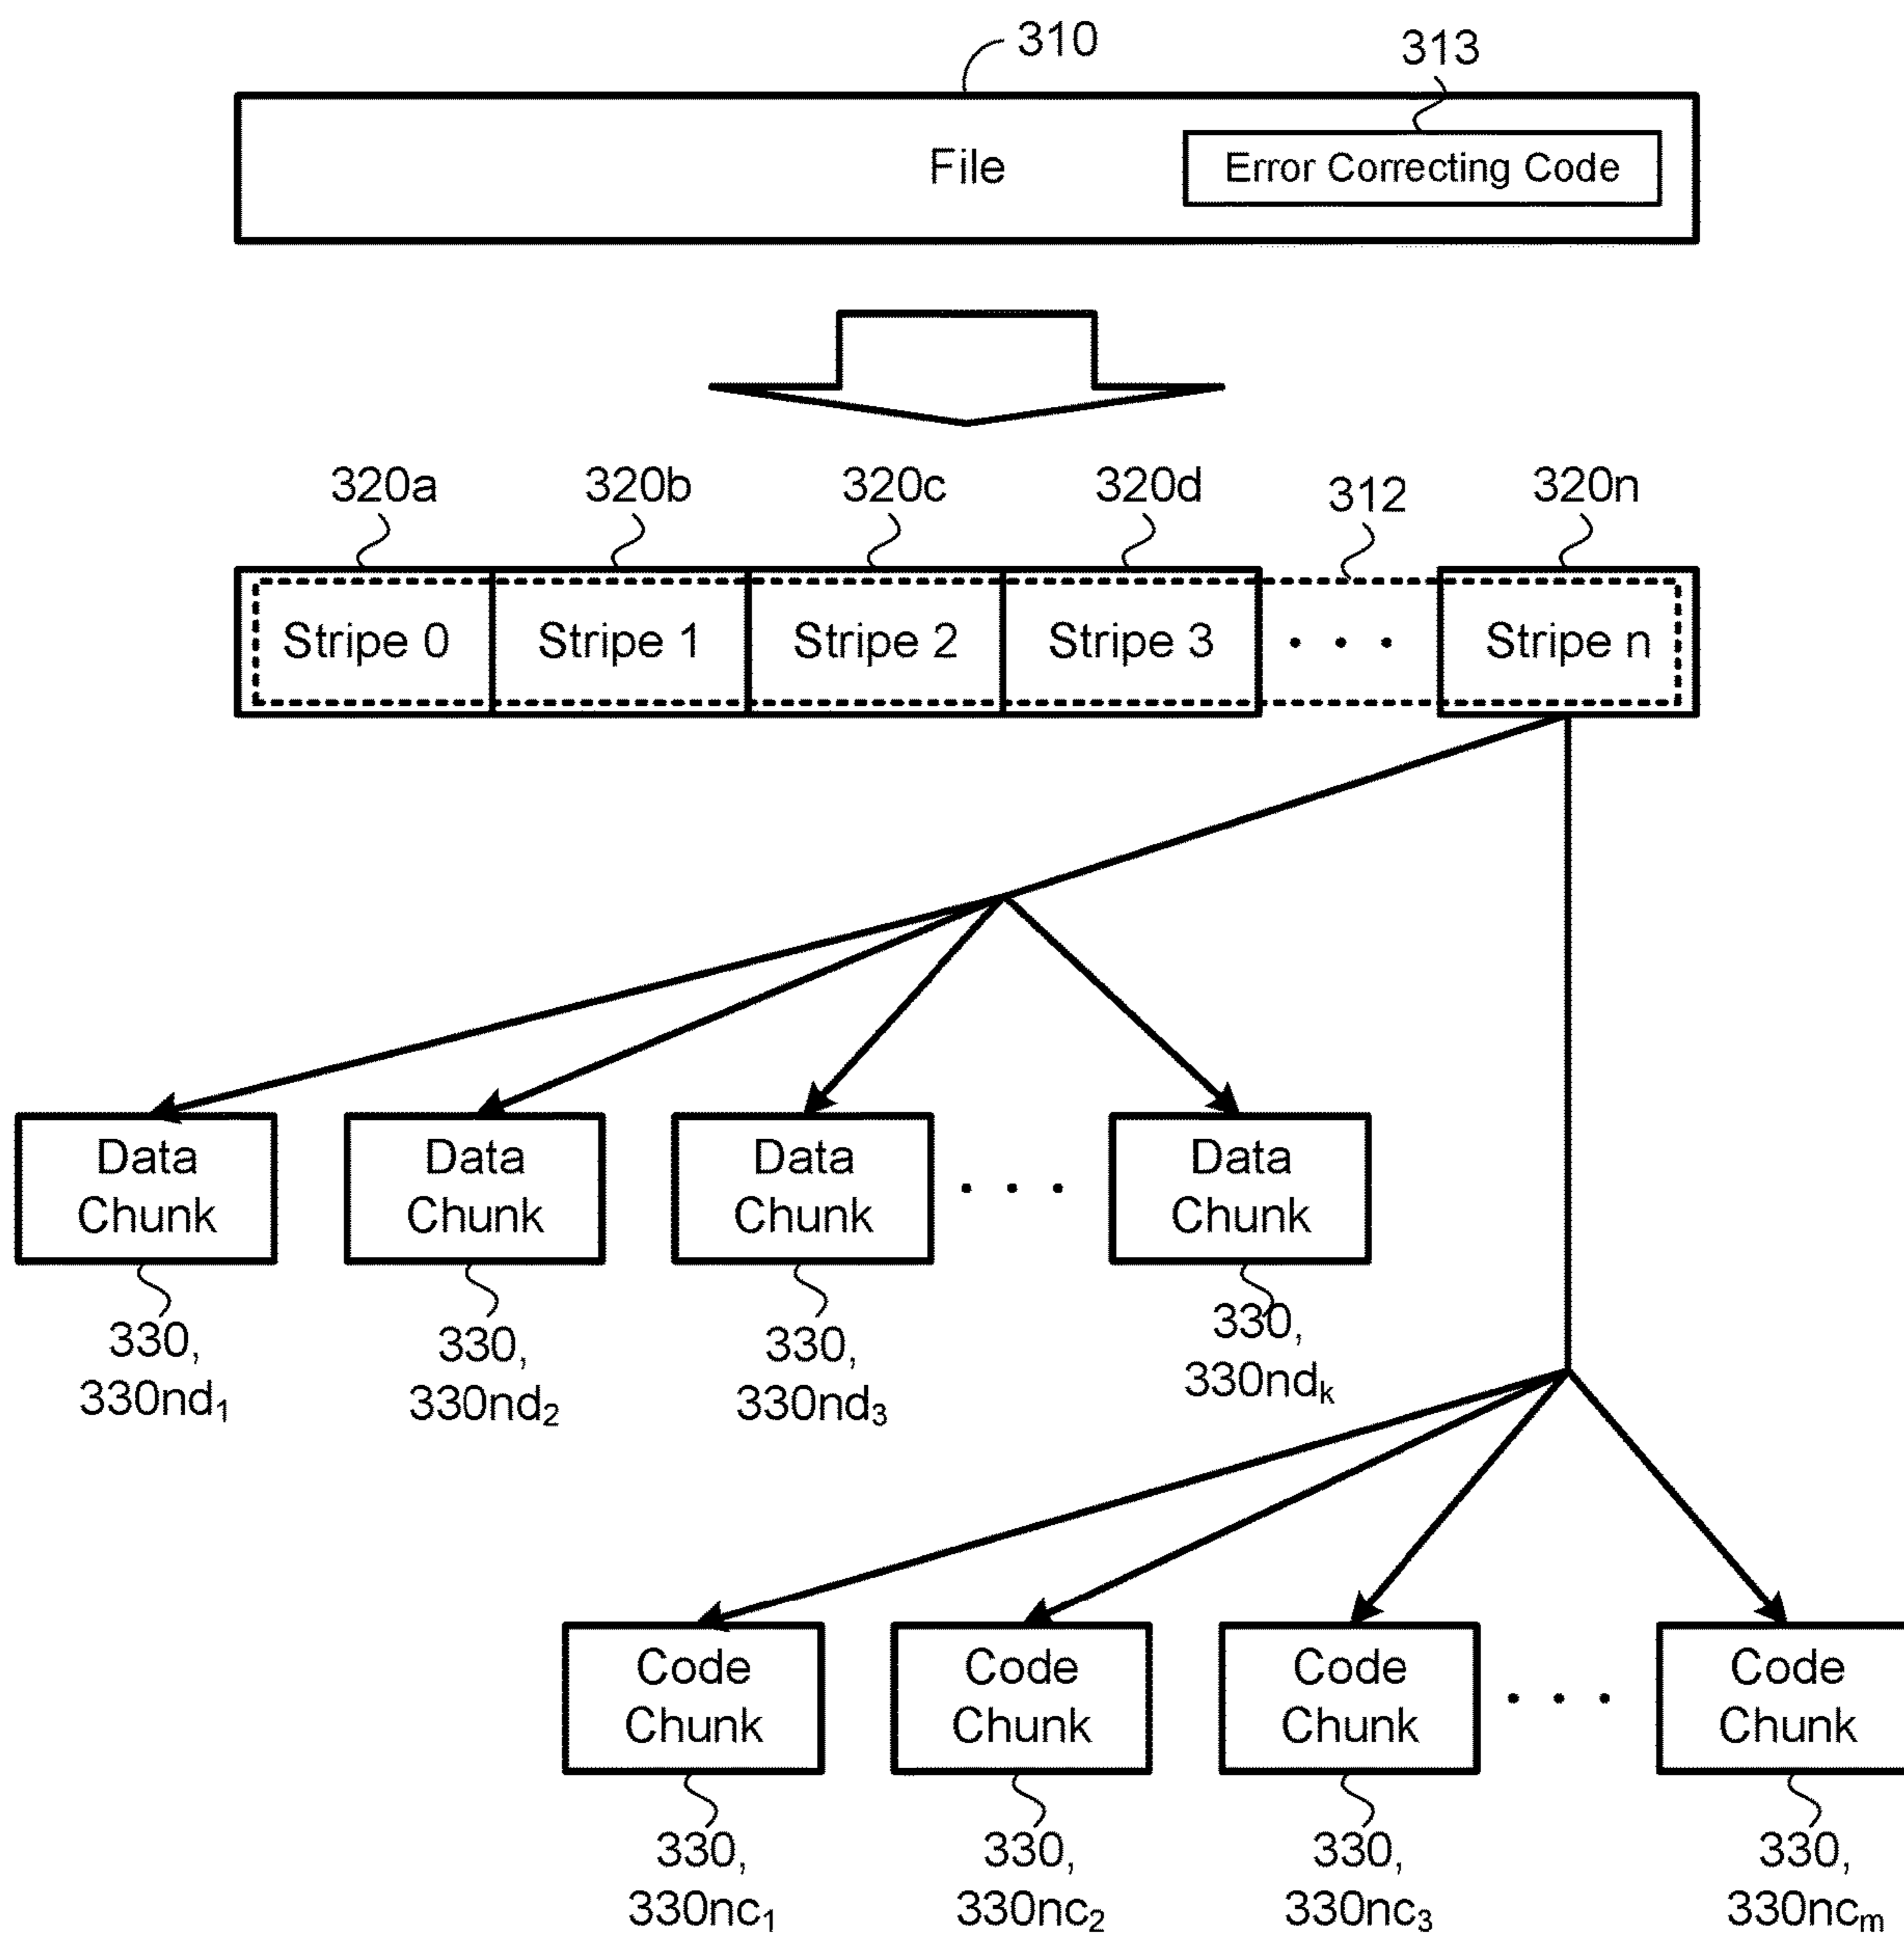 310
313
File
Error Correcting Code
320a
320b
320c
320d
312
320n
Stripe 0
Stripe 1
Stripe 2
Stripe 3
. . .
Stripe n
Data
Chunk
Data
Chunk
Data
Chunk
. . .
Data
Chunk
330,
330nd₁
330,
330nd₂
330,
330nd₃
330,
330ndₖ
Code
Chunk
Code
Chunk
Code
Chunk
. . .
Code
Chunk
330,
330nc₁
330,
330nc₂
330,
330nc₃
330,
330ncₘ